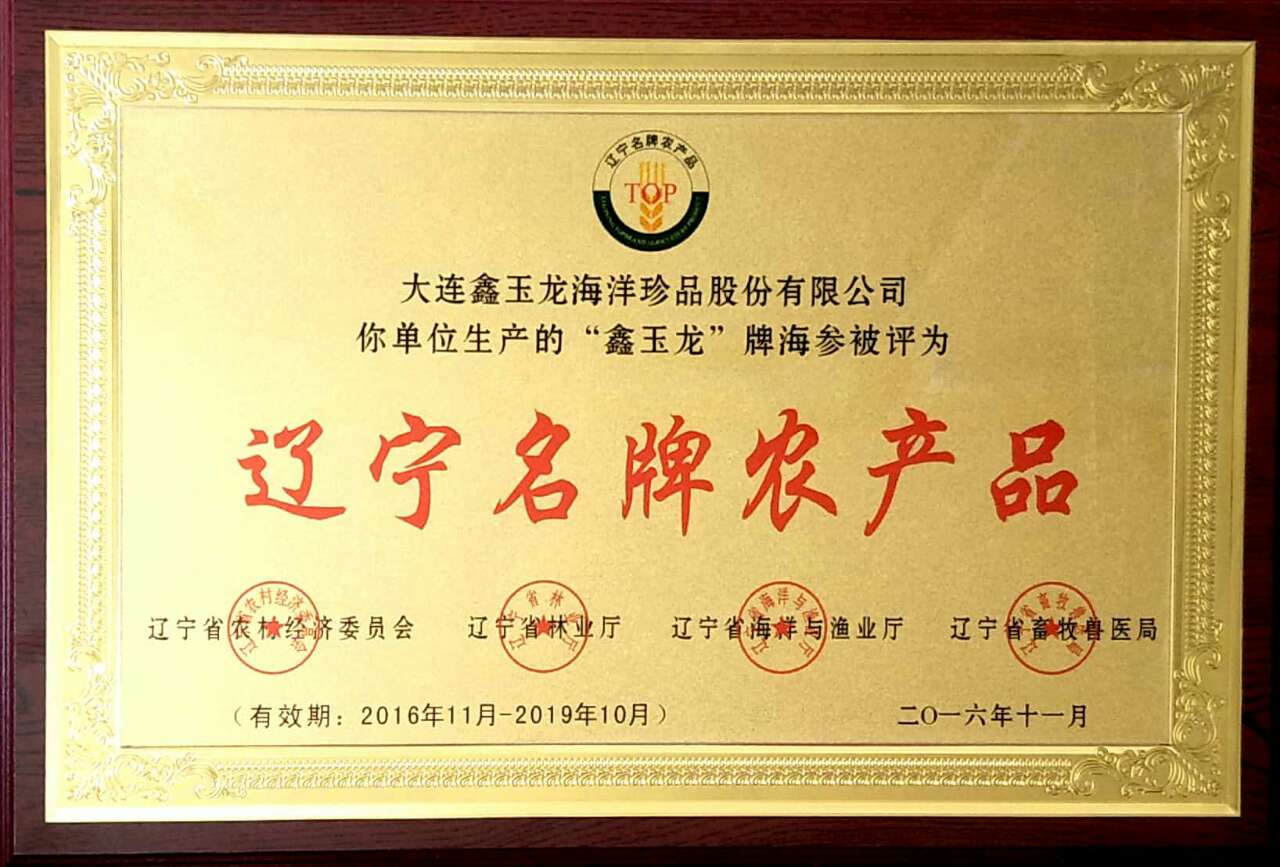 辽宁名牌农产品
TOP
大连鑫玉龙海洋珍品股份有限公司
你单位生产的“鑫玉龙”牌海参被评为
辽宁名牌农产品
辽宁省农村经济委员会 辽宁省林业厅 辽宁省海洋与渔业厅 辽宁省畜牧兽医局
（有效期：2016年11月-2019年10月） 二〇一六年十一月